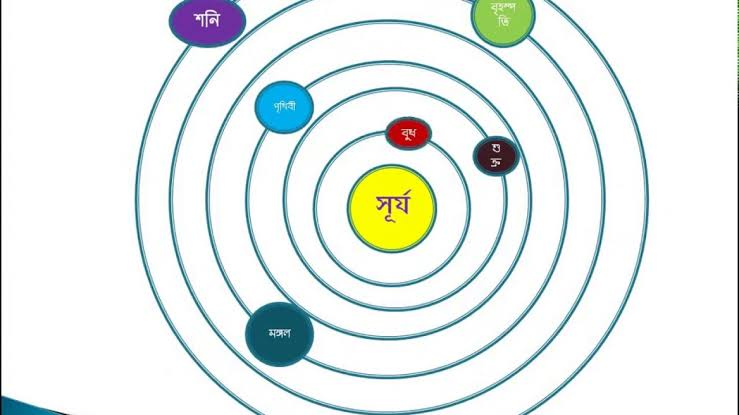 শনি
বৃহস্প
তি
পৃথিবী
বুধ
শু
ক্র
সূর্য
মঙ্গল